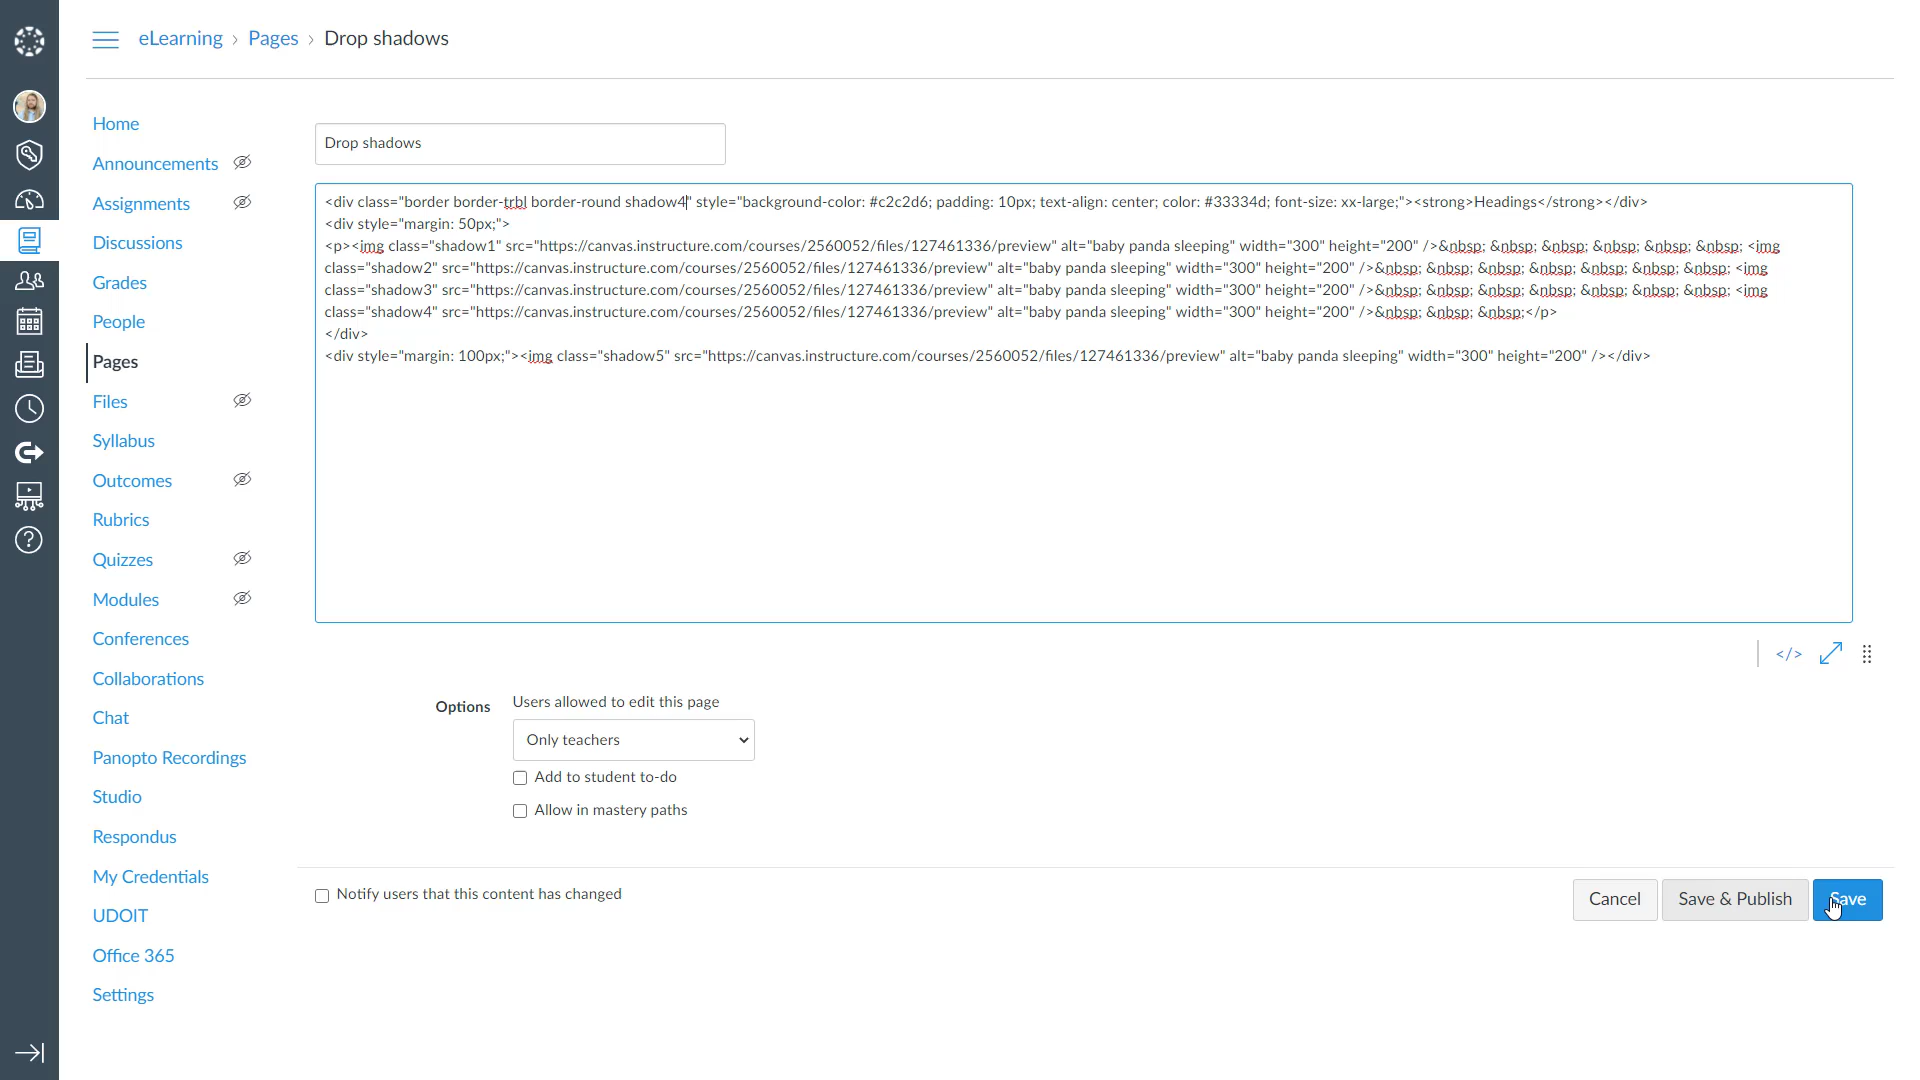 eLearning › Pages › Drop shadows
Home
Announcements
Assignments
Discussions
Grades
People
Pages
Files
Syllabus
Outcomes
Rubrics
Quizzes
Modules
Conferences
Collaborations
Chat
Panopto Recordings
Studio
Respondus
My Credentials
UDOIT
Office 365
Settings
Drop shadows
<div class="border border-trbl border-round shadow4" style="background-color: #c2c2d6; padding: 10px; text-align: center; color: #33334d; font-size: xx-large;"><strong>Headings</strong></div>
<div style="margin: 50px;">
<p><img class="shadow1" src="https://canvas.instructure.com/courses/2560052/files/127461336/preview" alt="baby panda sleeping" width="300" height="200" />&nbsp; &nbsp; &nbsp; &nbsp; &nbsp; &nbsp; <img
class="shadow2" src="https://canvas.instructure.com/courses/2560052/files/127461336/preview" alt="baby panda sleeping" width="300" height="200" />&nbsp; &nbsp; &nbsp; &nbsp; &nbsp; &nbsp; &nbsp; <img
class="shadow3" src="https://canvas.instructure.com/courses/2560052/files/127461336/preview" alt="baby panda sleeping" width="300" height="200" />&nbsp; &nbsp; &nbsp; &nbsp; &nbsp; &nbsp; &nbsp; <img
class="shadow4" src="https://canvas.instructure.com/courses/2560052/files/127461336/preview" alt="baby panda sleeping" width="300" height="200" />&nbsp; &nbsp; &nbsp;</p>
</div>
<div style="margin: 100px;"><img class="shadow5" src="https://canvas.instructure.com/courses/2560052/files/127461336/preview" alt="baby panda sleeping" width="300" height="200" /></div>
</>
Options
Users allowed to edit this page
Only teachers
Add to student to-do
Allow in mastery paths
Notify users that this content has changed
Cancel
Save & Publish
Save